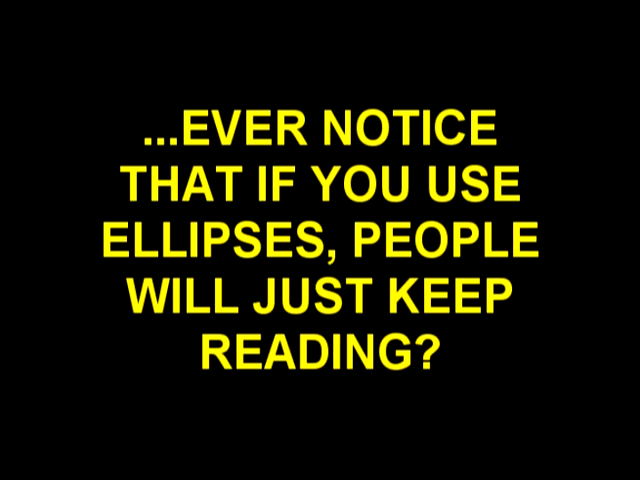 ...EVER NOTICE
THAT IF YOU USE
ELLIPSES, PEOPLE
WILL JUST KEEP
READING?